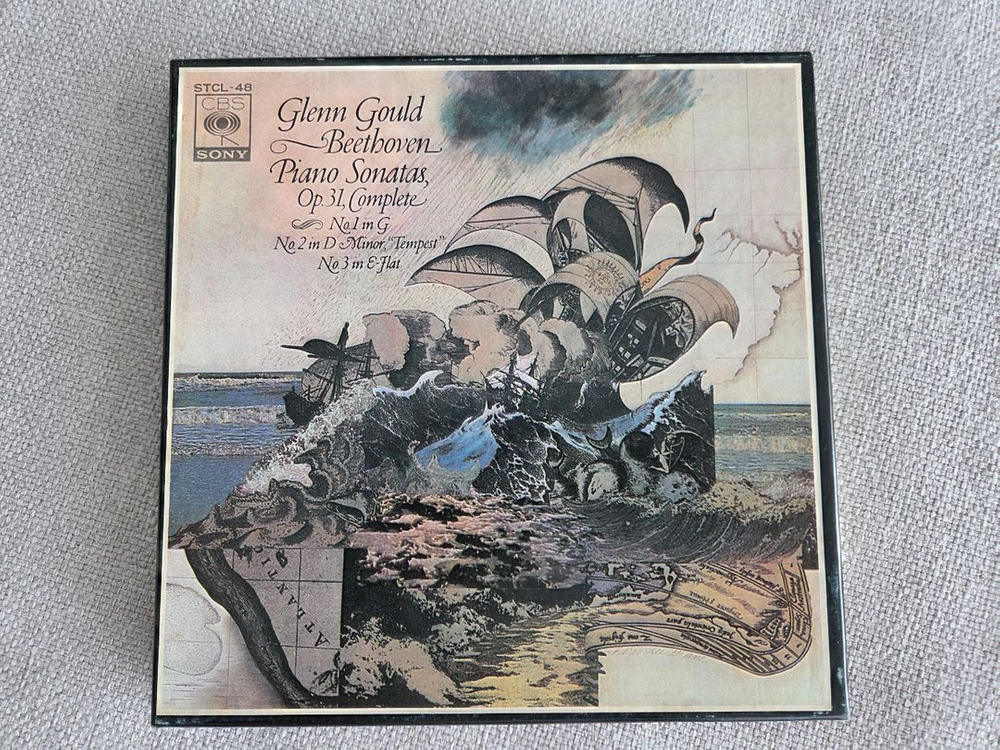 STCL-48
CBS
SONY
Glenn Gould
Beethoven
Piano Sonatas,
Op. 31, Complete
No. 1 in G
No. 2 in D Minor, "Tempest"
No. 3 in E-Flat
ATLANTIC